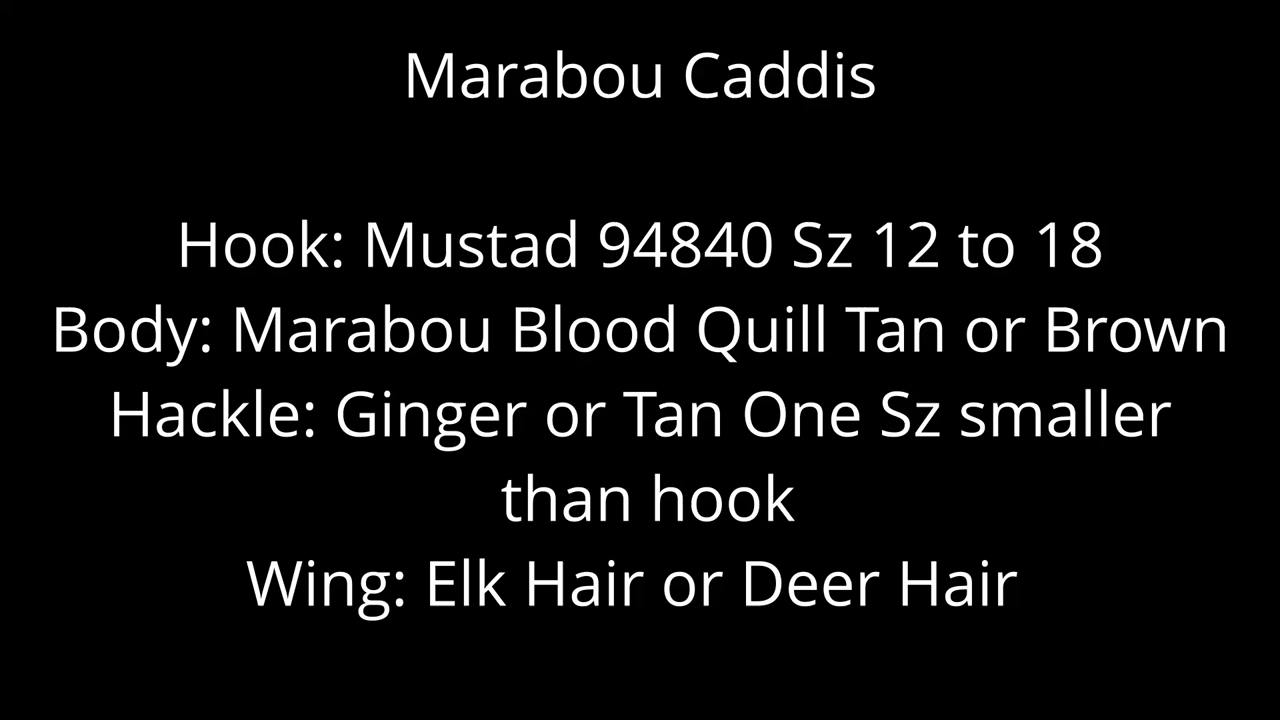 Marabou Caddis
Hook: Mustad 94840 Sz 12 to 18
Body: Marabou Blood Quill Tan or Brown
Hackle: Ginger or Tan One Sz smaller
than hook
Wing: Elk Hair or Deer Hair